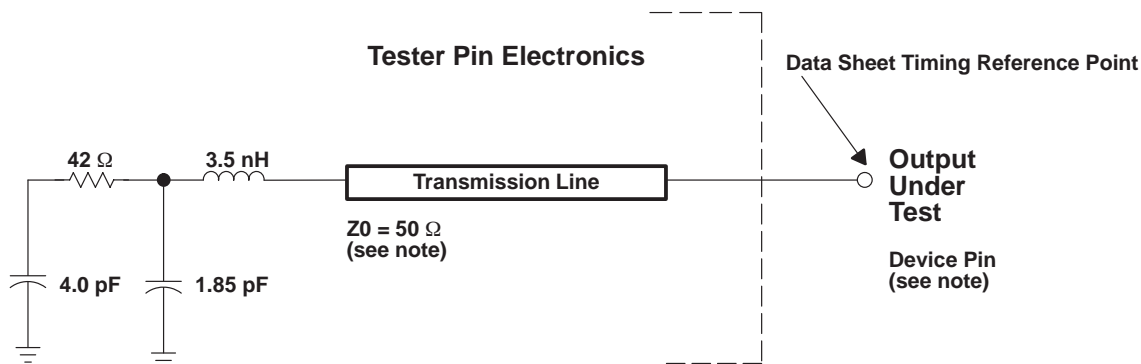 Tester Pin Electronics
Data Sheet Timing Reference Point
42 Ω
3.5 nH
Transmission Line
Output
Under
Test
Z0 = 50 Ω
(see note)
Device Pin
(see note)
4.0 pF
1.85 pF